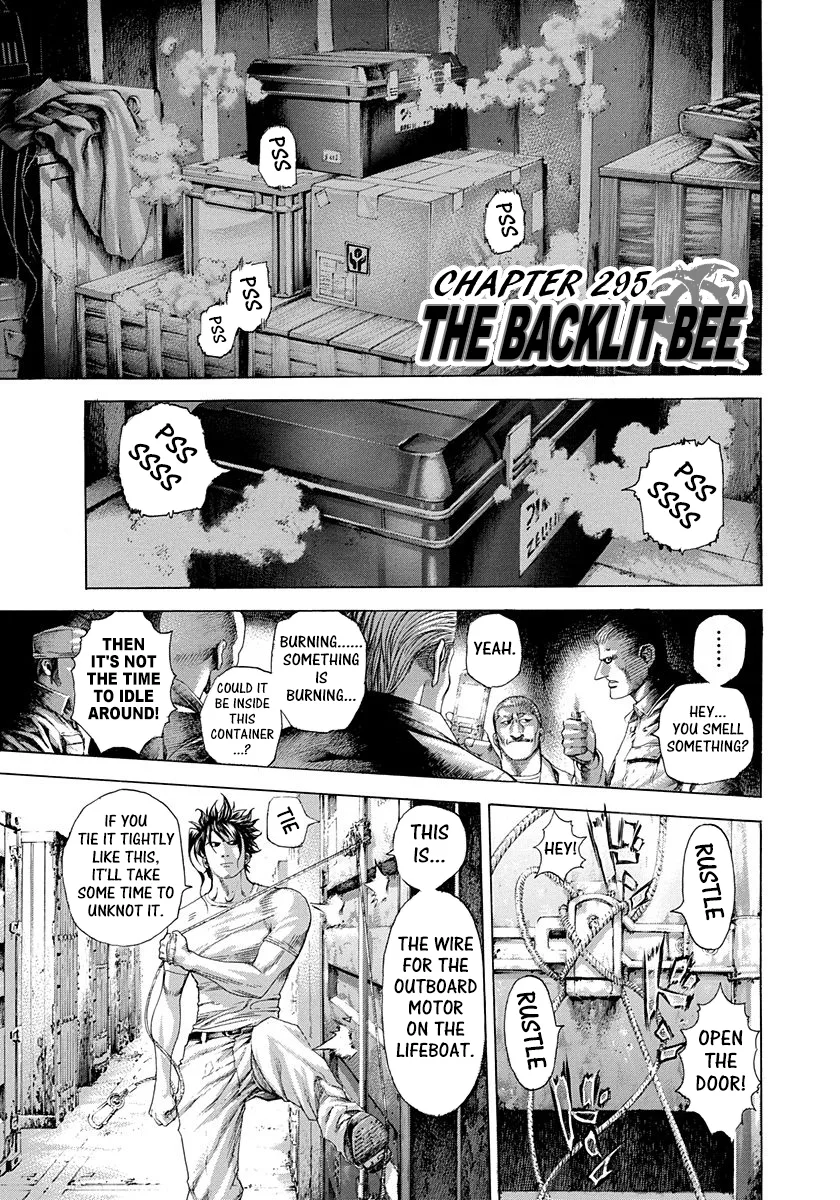 PSS
PSS
CHAPTER 295
THE BACKLIT BEE
PSS
PSS
PSS
SSSS
PSS
SSSS
......
HEY...
YOU SMELL
SOMETHING?
YEAH.
BURNING......
SOMETHING
IS
BURNING...
COULD IT
BE INSIDE
THIS
CONTAINER
...?
THEN
IT'S NOT
THE TIME
TO IDLE
AROUND!
RUSTLE
HEY!
RUSTLE
OPEN
THE
DOOR!
THIS
IS...
THE WIRE
FOR THE
OUTBOARD
MOTOR
ON THE
LIFEBOAT.
TIE
IF YOU
TIE IT TIGHTLY
LIKE THIS,
IT'LL TAKE
SOME TIME TO
UNKNOT IT.